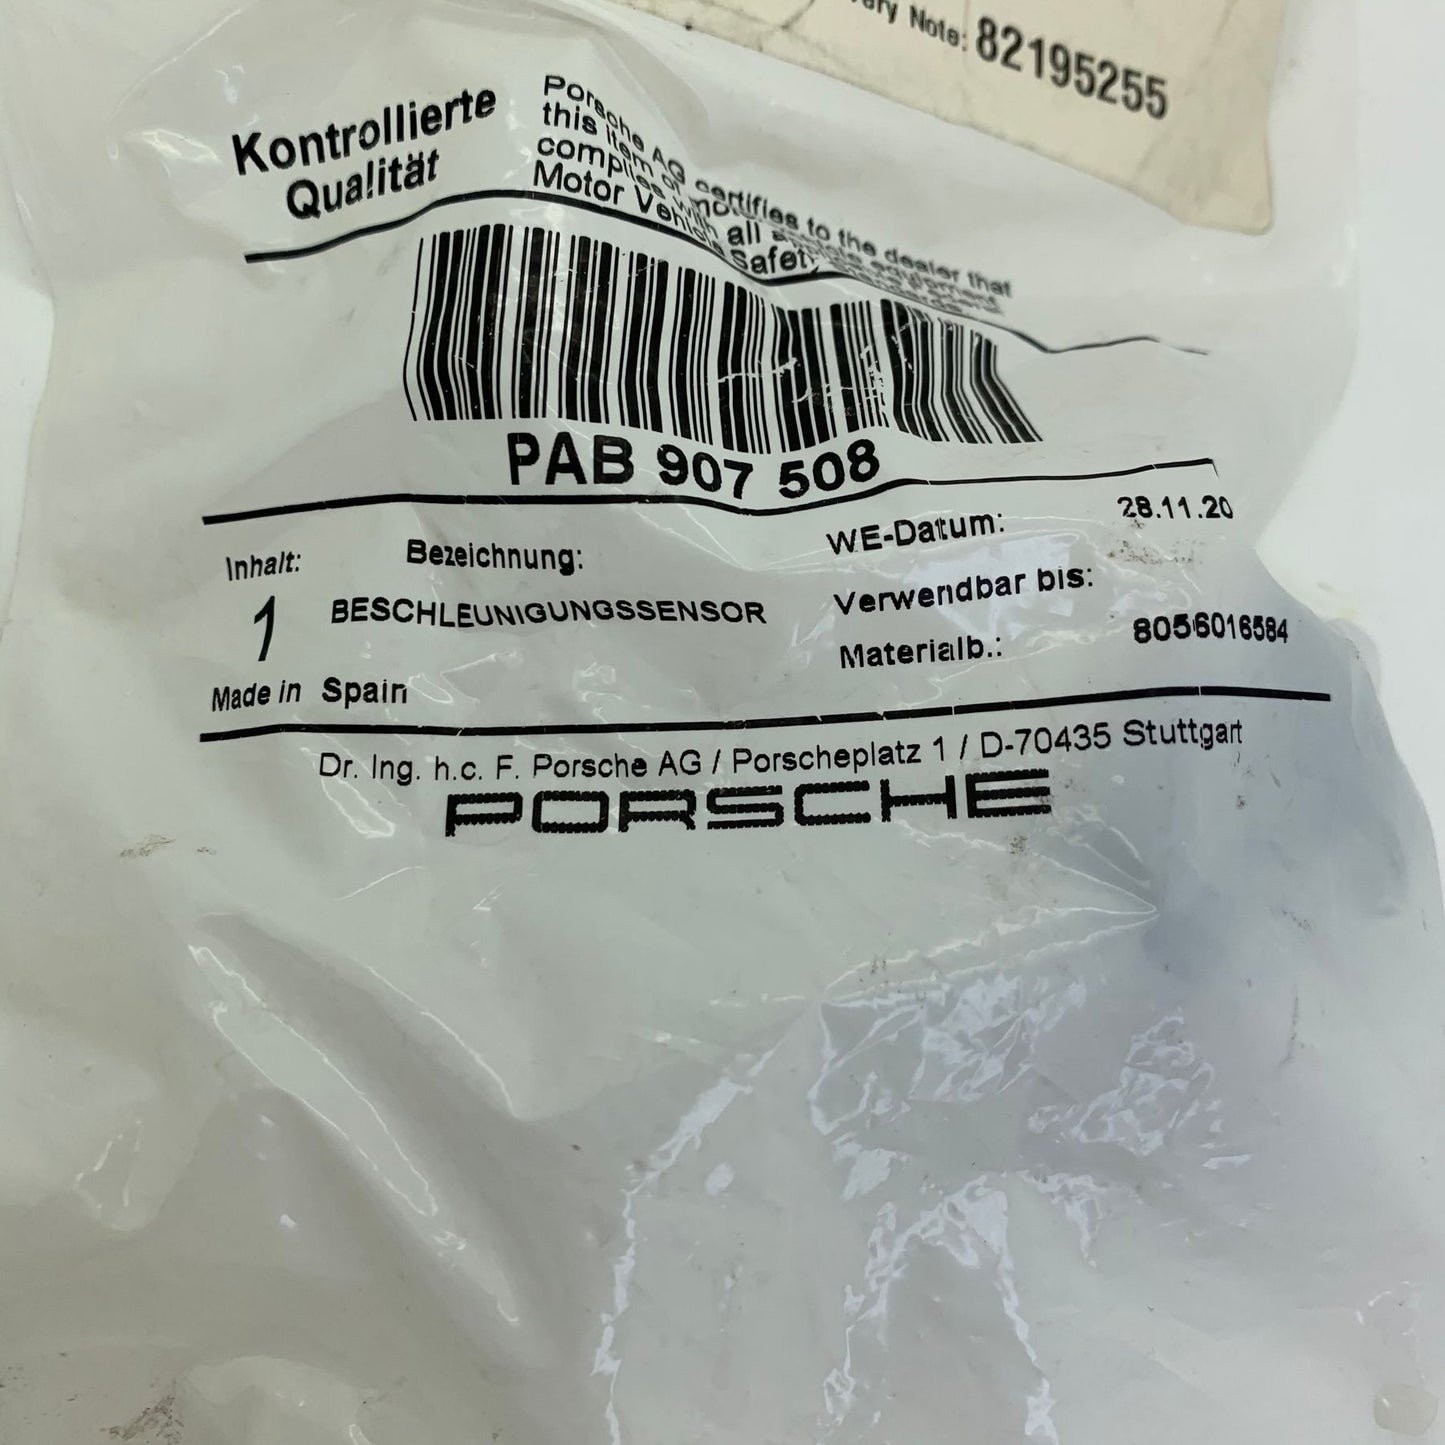 Note: 82195255
Kontrollierte
Qualität
Porsche AG certifies to the dealer that
this item of equipment
complies with all
Motor Vehicle Safety
PAB 907 508
Inhalt:
1
Bezeichnung:
BESCHLEUNIGUNGSSENSOR
Made in Spain
WE-Datum: 28.11.20
Verwendbar bis:
Materialb.: 8056016584
Dr. Ing. h.c. F. Porsche AG / Porscheplatz 1 / D-70435 Stuttgart
PORSCHE